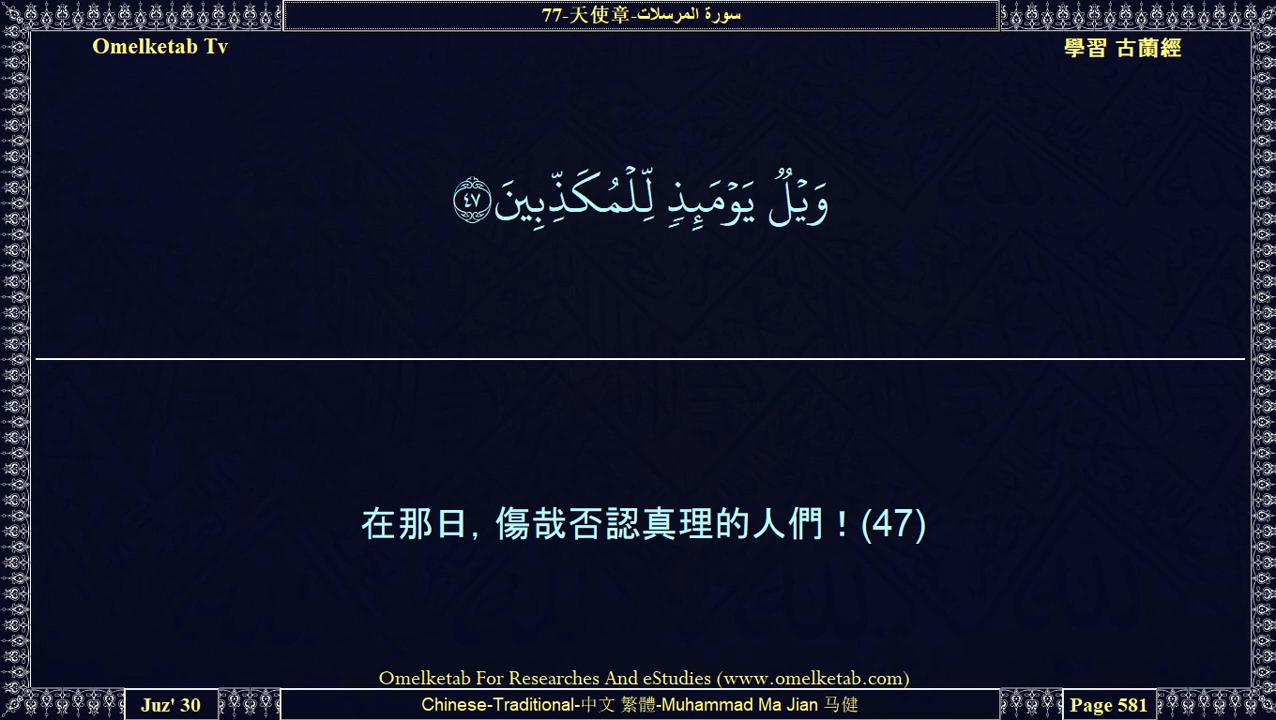 77-天使章-سورة المرسلات
Omelketab Tv
學習 古蘭經
وَيۡلٞ يَوۡمَئِذٖ لِّلۡمُكَذِّبِينَ ٤٧
在那日, 傷哉否認真理的人們！(47)
Omelketab For Researches And eStudies (www.omelketab.com)
Juz' 30
Chinese-Traditional-中文 繁體-Muhammad Ma Jian 马健
Page 581